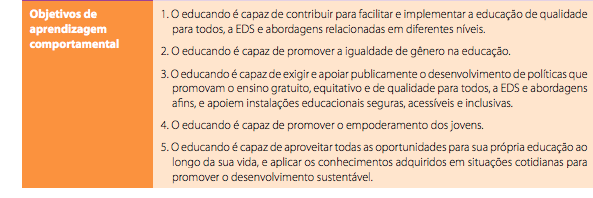 Objetivos de
aprendizagem
comportamental
1. O educando é capaz de contribuir para facilitar e implementar a educação de qualidade
para todos, a EDS e abordagens relacionadas em diferentes níveis.
2. O educando é capaz de promover a igualdade de gênero na educação.
3. O educando é capaz de exigir e apoiar publicamente o desenvolvimento de políticas que
promovam o ensino gratuito, equitativo e de qualidade para todos, a EDS e abordagens
afins, e apoiem instalações educacionais seguras, acessíveis e inclusivas.
4. O educando é capaz de promover o empoderamento dos jovens.
5. O educando é capaz de aproveitar todas as oportunidades para sua própria educação ao
longo da sua vida, e aplicar os conhecimentos adquiridos em situações cotidianas para
promover o desenvolvimento sustentável.